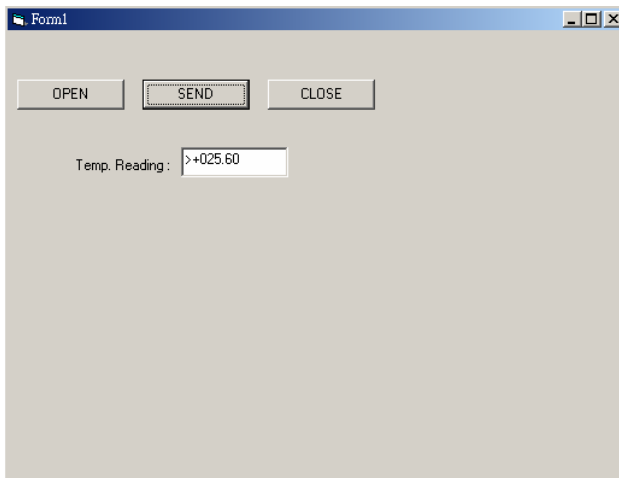 Form1
OPEN SEND CLOSE
Temp. Reading : >+025.60